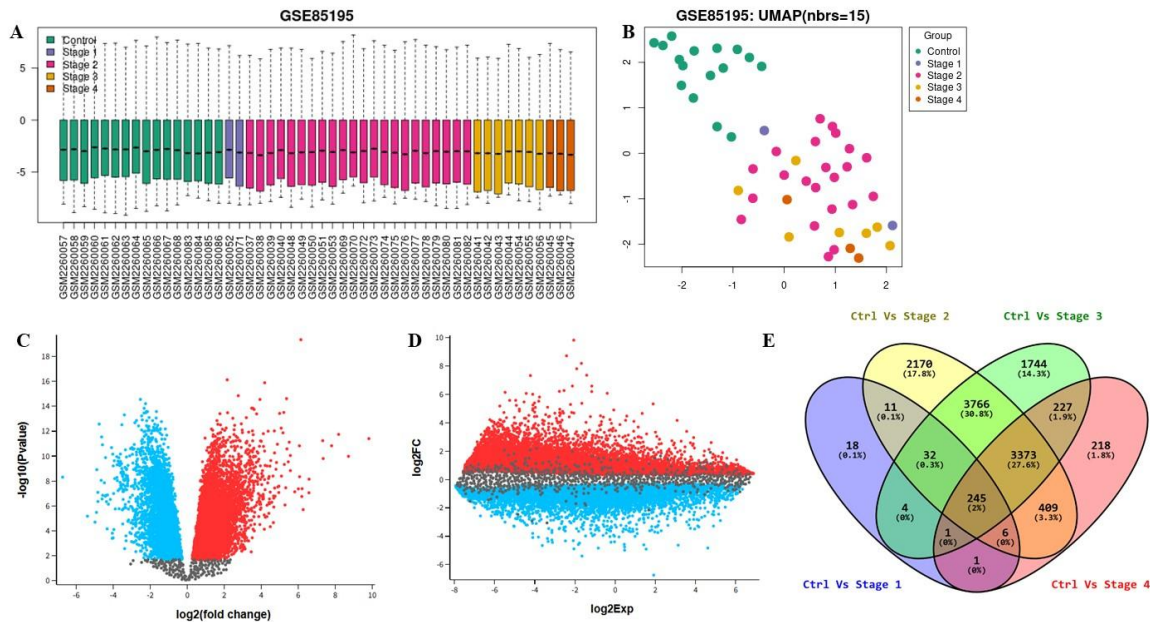 GSE85195
A
Control
Stage 1
Stage 2
Stage 3
Stage 4
5
0
-5
GSM2260057
GSM2260058
GSM2260059
GSM2260060
GSM2260061
GSM2260062
GSM2260063
GSM2260064
GSM2260065
GSM2260066
GSM2260067
GSM2260068
GSM2260083
GSM2260084
GSM2260085
GSM2260086
GSM2260052
GSM2260071
GSM2260037
GSM2260038
GSM2260039
GSM2260040
GSM2260048
GSM2260049
GSM2260050
GSM2260051
GSM2260053
GSM2260069
GSM2260070
GSM2260072
GSM2260073
GSM2260074
GSM2260075
GSM2260076
GSM2260077
GSM2260078
GSM2260079
GSM2260080
GSM2260081
GSM2260082
GSM2260041
GSM2260042
GSM2260043
GSM2260044
GSM2260054
GSM2260055
GSM2260056
GSM2260045
GSM2260046
GSM2260047
GSE85195: UMAP(nbrs=15)
B
Group
Control
Stage 1
Stage 2
Stage 3
Stage 4
2
1
0
-1
-2
-2
-1
0
1
2
C
-log10(Pvalue)
18
16
14
12
10
8
6
4
2
0
-6
-4
-2
0
2
4
6
8
10
log2(fold change)
D
log2FC
10
8
6
4
2
0
-2
-4
-6
-8
-6
-4
-2
0
2
4
6
log2Exp
E
Ctrl Vs Stage 2
Ctrl Vs Stage 3
2170
(17.8%)
1744
(14.3%)
11
(0.1%)
3766
(30.8%)
227
(1.9%)
18
(0.1%)
32
(0.3%)
3373
(27.6%)
218
(1.8%)
245
(2%)
4
(0%)
409
(3.3%)
1
(0%)
6
(0%)
1
(0%)
Ctrl Vs Stage 1
Ctrl Vs Stage 4